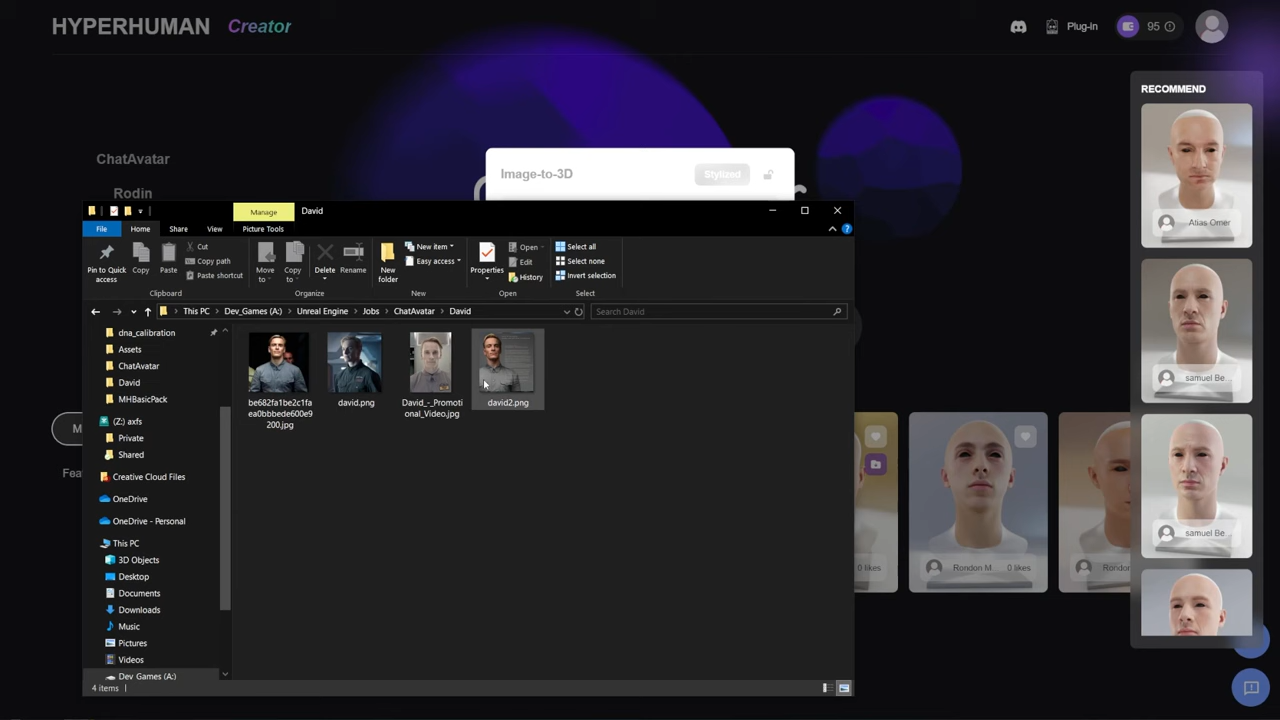 HYPERHUMAN Creator
Plug-In
95
RECOMMEND
ChatAvatar
Rodin
Image-to-3D
Stylized
Atias Omer
samuel Be...
samuel Be...
Manage
David
File
Home
Share
View
Picture Tools
Pin to Quick access
Copy
Paste
Cut
Copy path
Paste shortcut
Clipboard
Move to
Copy to
Delete
Rename
Organize
New folder
New item
Easy access
New
Properties
Open
Edit
History
Open
Select all
Select none
Invert selection
Select
This PC
Dev_Games (A:)
Unreal Engine
Jobs
ChatAvatar
David
Search David
dna_calibration
Assets
ChatAvatar
David
MHBasicPack
(Z:) axfs
Private
Shared
Creative Cloud Files
OneDrive
OneDrive - Personal
This PC
3D Objects
Desktop
Documents
Downloads
Music
Pictures
Videos
Dev Games (A:)
be682fa1be2c1fa
ea0bbbede600e9
200.jpg
david.png
David_-_Promoti
onal_Video.jpg
david2.png
M
Fea
0 likes
Rondon M.
0 likes
Rondo
4 items